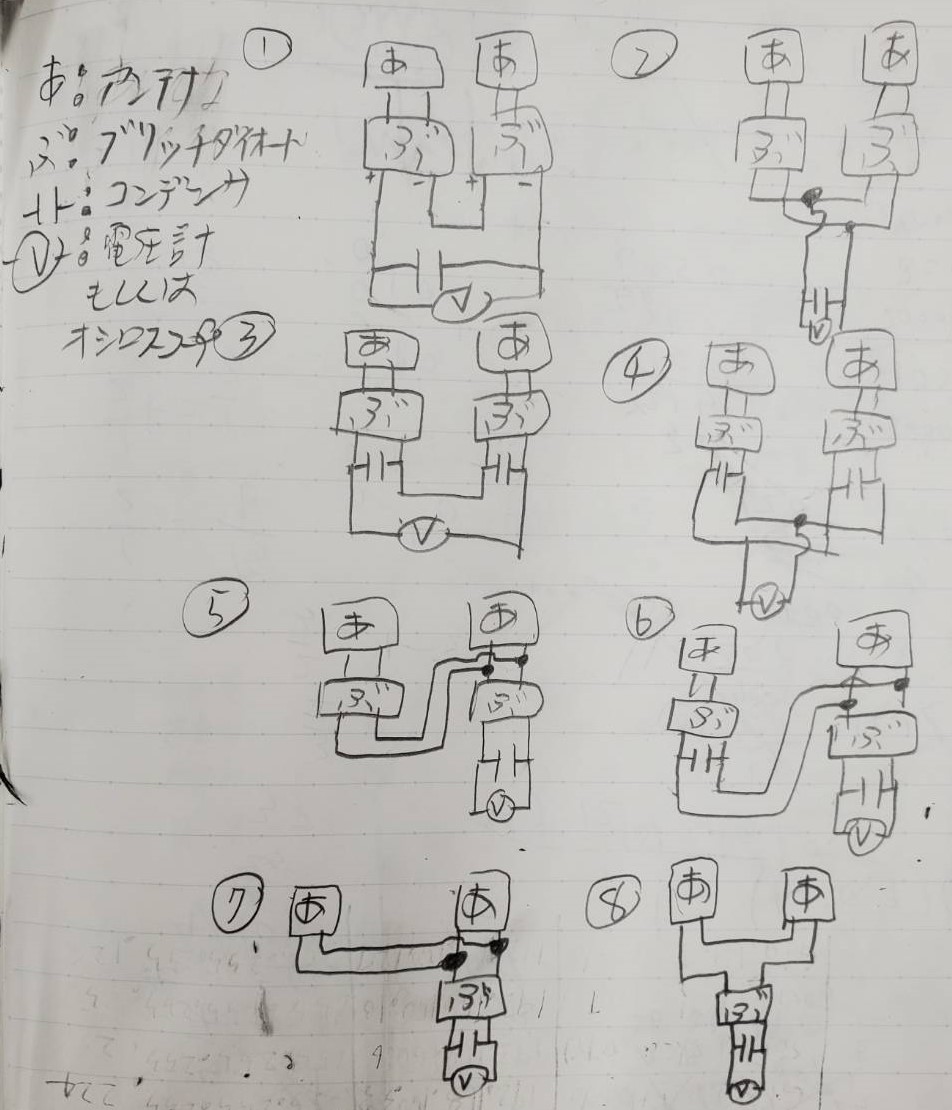 あ:アンテナ
ぶ:ブリッチダイオード
コンデンサ
V:電圧計
もしくは
オシロスコープ
① あ あ
ぶ ぶ
+ - + -
V
② あ あ
ぶ ぶ
V
③ あ あ
ぶ ぶ
V
④ あ あ
ぶ ぶ
V
⑤ あ あ
ぶ ぶ
V
⑥ あ あ
ぶ ぶ
V
⑦ あ あ
ぶ
V
⑧ あ あ
ぶ
V